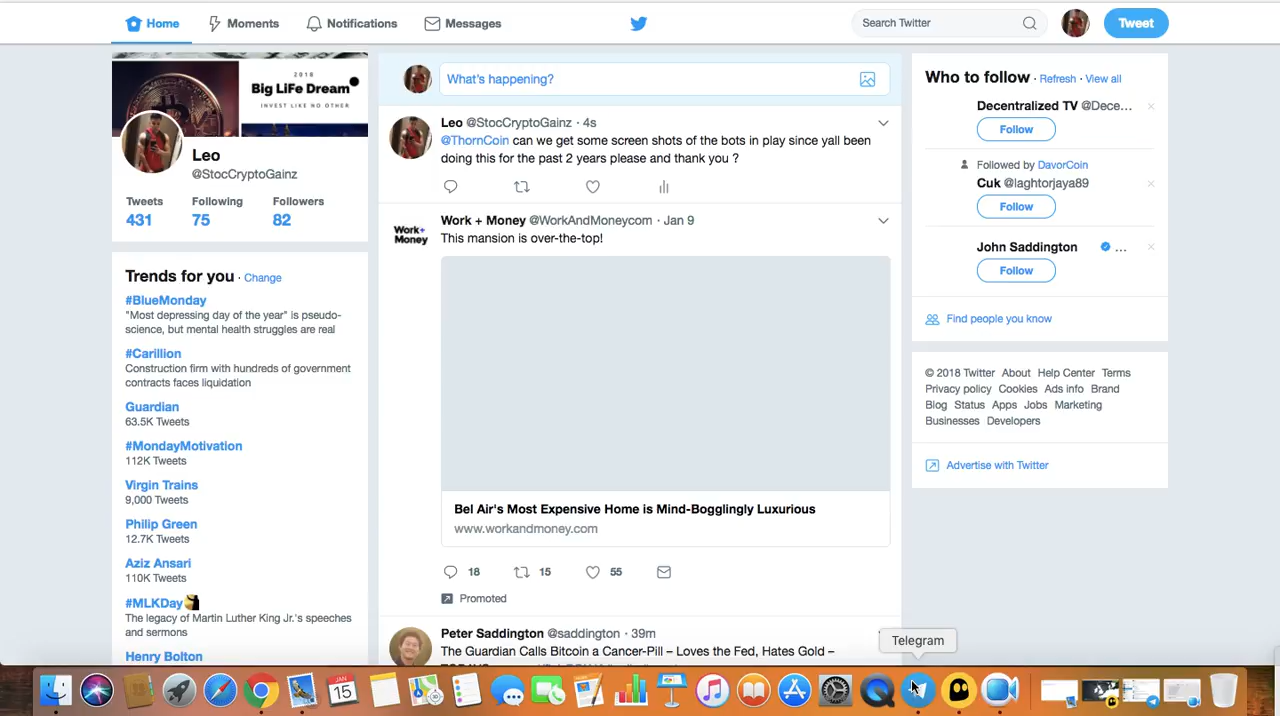 Home
Moments
Notifications
Messages
Search Twitter
Tweet
2018
Big LiFe Dream
INVEST LIKE NO OTHER
Leo
@StocCryptoGainz
Tweets Following Followers
431 75 82
Trends for you · Change
#BlueMonday
"Most depressing day of the year" is pseudo-
science, but mental health struggles are real
#Carillion
Construction firm with hundreds of government
contracts faces liquidation
Guardian
63.5K Tweets
#MondayMotivation
112K Tweets
Virgin Trains
9,000 Tweets
Philip Green
12.7K Tweets
Aziz Ansari
110K Tweets
#MLKDay
The legacy of Martin Luther King Jr.'s speeches
and sermons
Henry Bolton
What's happening?
Leo @StocCryptoGainz · 4s
@ThornCoin can we get some screen shots of the bots in play since yall been
doing this for the past 2 years please and thank you ?
Work+
Money
Work + Money @WorkAndMoneycom · Jan 9
This mansion is over-the-top!
Bel Air's Most Expensive Home is Mind-Bogglingly Luxurious
www.workandmoney.com
18 15 55
Promoted
Peter Saddington @saddington · 39m
The Guardian Calls Bitcoin a Cancer-Pill – Loves the Fed, Hates Gold –
Who to follow · Refresh · View all
Decentralized TV @Dece...
Follow
Followed by DavorCoin
Cuk @laghtorjaya89
Follow
John Saddington ...
Follow
Find people you know
© 2018 Twitter About Help Center Terms
Privacy policy Cookies Ads info Brand
Blog Status Apps Jobs Marketing
Businesses Developers
Advertise with Twitter
Telegram
JAN
15